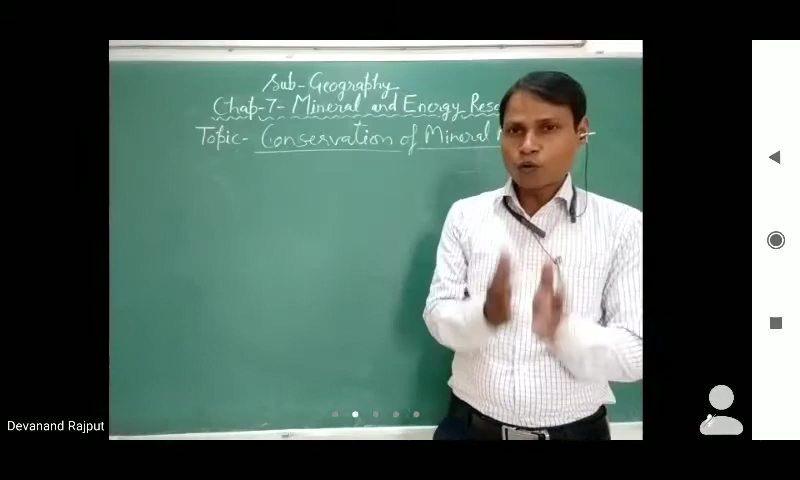 Sub- Geography
Chap-7- Mineral and Energy
Topic- Conservation of Mineral
Devanand Rajput